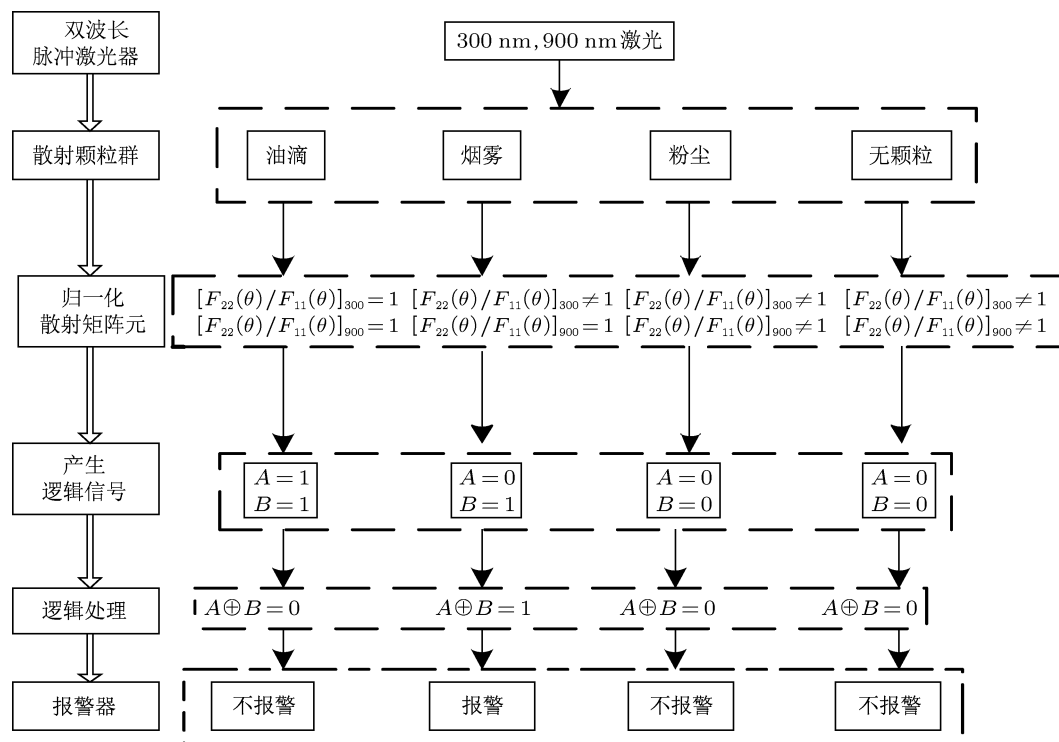 双波长
脉冲激光器
300 nm, 900 nm 激光
散射颗粒群
油滴
烟雾
粉尘
无颗粒
归一化
散射矩阵元
[F₂₂(θ)/F₁₁(θ)]₃₀₀=1
[F₂₂(θ)/F₁₁(θ)]₉₀₀=1
[F₂₂(θ)/F₁₁(θ)]₃₀₀≠1
[F₂₂(θ)/F₁₁(θ)]₉₀₀=1
[F₂₂(θ)/F₁₁(θ)]₃₀₀≠1
[F₂₂(θ)/F₁₁(θ)]₉₀₀≠1
[F₂₂(θ)/F₁₁(θ)]₃₀₀≠1
[F₂₂(θ)/F₁₁(θ)]₉₀₀≠1
产生
逻辑信号
A=1
B=1
A=0
B=1
A=0
B=0
A=0
B=0
逻辑处理
A⊕B=0
A⊕B=1
A⊕B=0
A⊕B=0
报警器
不报警
报警
不报警
不报警